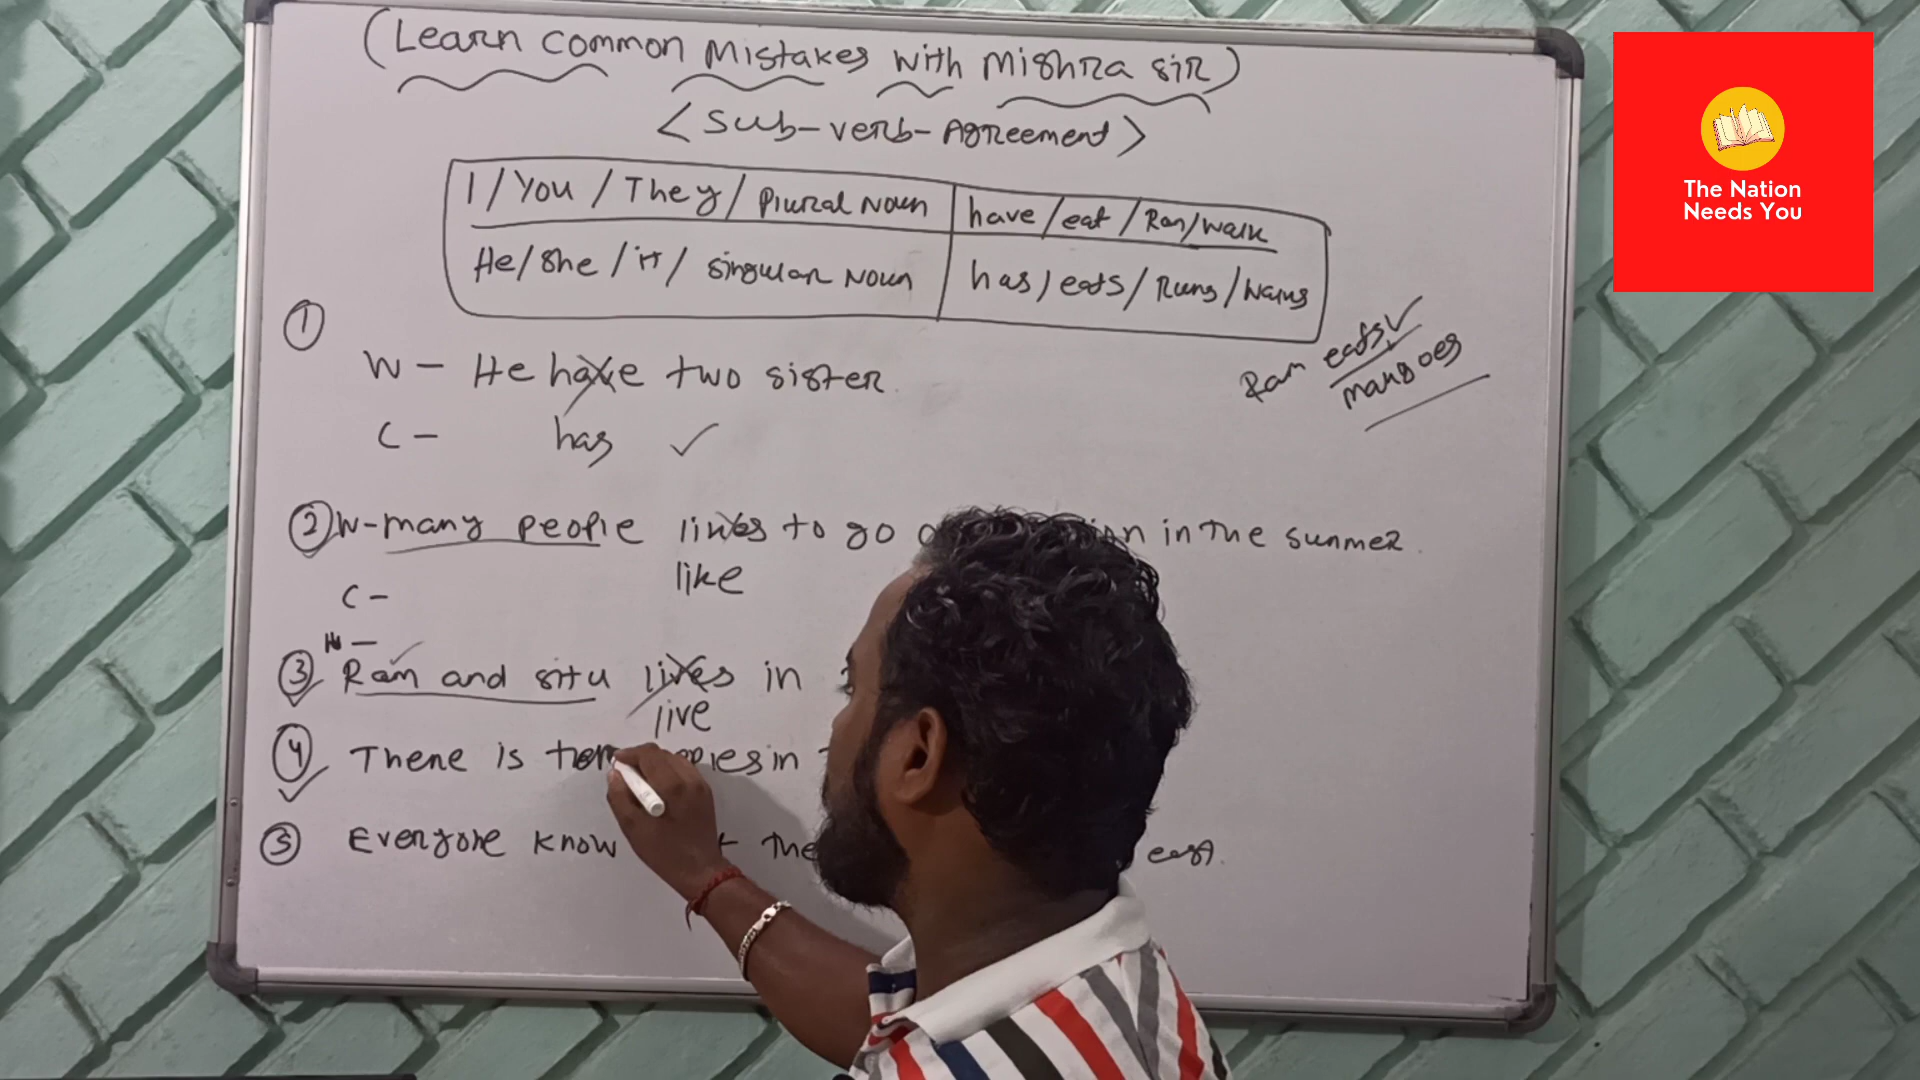 (Learn Common Mistakes with Mishra sir)
<Sub-verb-Agreement>
I/You/They/Plural Noun have/eat/Run/walk
He/she/it/singular Noun has/eats/Runs/walks
①
W- He have two sister.
C- has ✓
Ram eats ✓
mangoes
② W-many people likes to go in the summer.
like
C-
③ Ram and situ lives in
live
④ There is in
⑤ Everyone know the east.
The Nation
Needs You